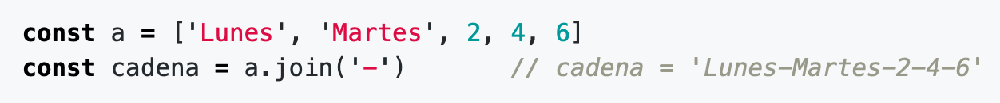 const a = ['Lunes', 'Martes', 2, 4, 6]
const cadena = a.join('-')       // cadena = 'Lunes-Martes-2-4-6'